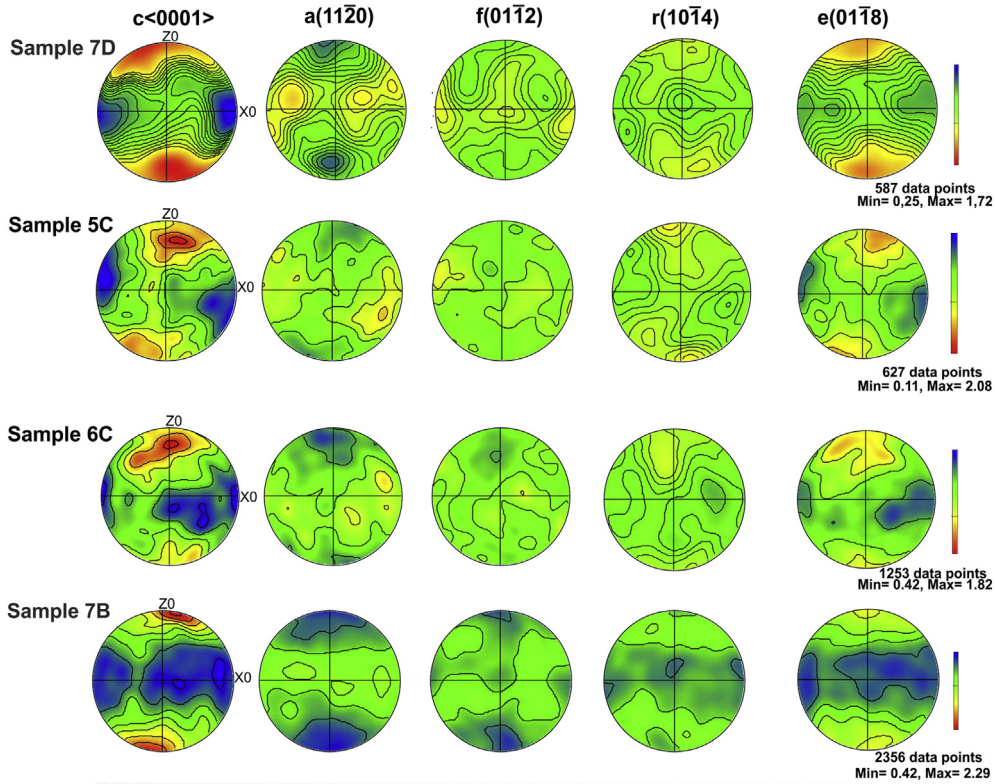 c<0001> a(112̅0) f(011̅2) r(101̅4) e(011̅8)
Sample 7D
Z0
X0
587 data points
Min= 0,25, Max= 1,72
Sample 5C
Z0
X0
627 data points
Min= 0.11, Max= 2.08
Sample 6C
Z0
X0
1253 data points
Min= 0.42, Max= 1.82
Sample 7B
Z0
X0
2356 data points
Min= 0.42, Max= 2.29